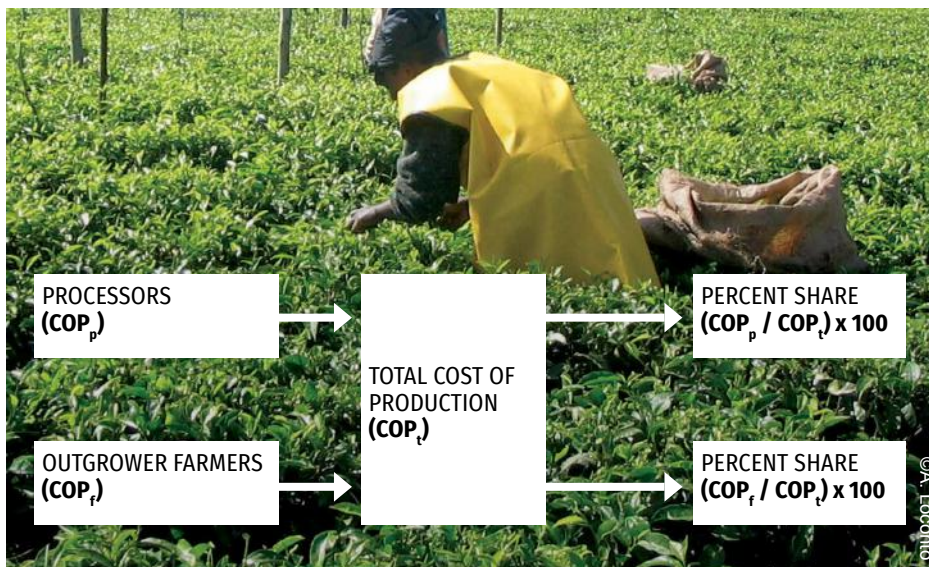 PROCESSORS
(COPp)
TOTAL COST OF
PRODUCTION
(COPt)
PERCENT SHARE
(COPp / COPt) x 100
OUTGROWER FARMERS
(COPf)
PERCENT SHARE
(COPf / COPt) x 100
©A. Loconto